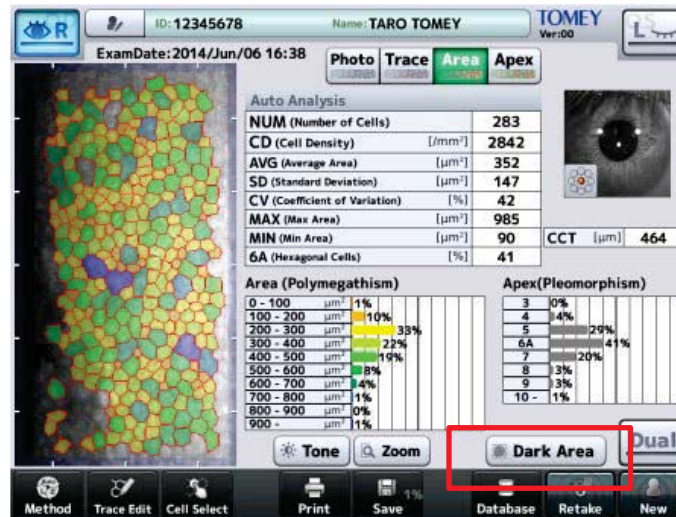 R
ID: 12345678
Name: TARO TOMEY
TOMEY
Ver:00
L
ExamDate: 2014/Jun/06 16:38
Photo Trace Area Apex
Auto Analysis
NUM (Number of Cells) 283
CD (Cell Density) [/mm²] 2842
AVG (Average Area) [μm²] 352
SD (Standard Deviation) [μm²] 147
CV (Coefficient of Variation) [%] 42
MAX (Max Area) [μm²] 985
MIN (Min Area) [μm²] 90
CCT [μm] 464
6A (Hexagonal Cells) [%] 41
Area (Polymegathism)
0 - 100 μm² 1%
100 - 200 μm² 10%
200 - 300 μm² 33%
300 - 400 μm² 22%
400 - 500 μm² 19%
500 - 600 μm² 8%
600 - 700 μm² 4%
700 - 800 μm² 1%
800 - 900 μm² 0%
900 - μm² 1%
Apex(Pleomorphism)
3 0%
4 4%
5 29%
6A 41%
7 20%
8 3%
9 3%
10 - 1%
Tone Zoom Dark Area Dual
Method Trace Edit Cell Select Print Save 1% Database Retake New